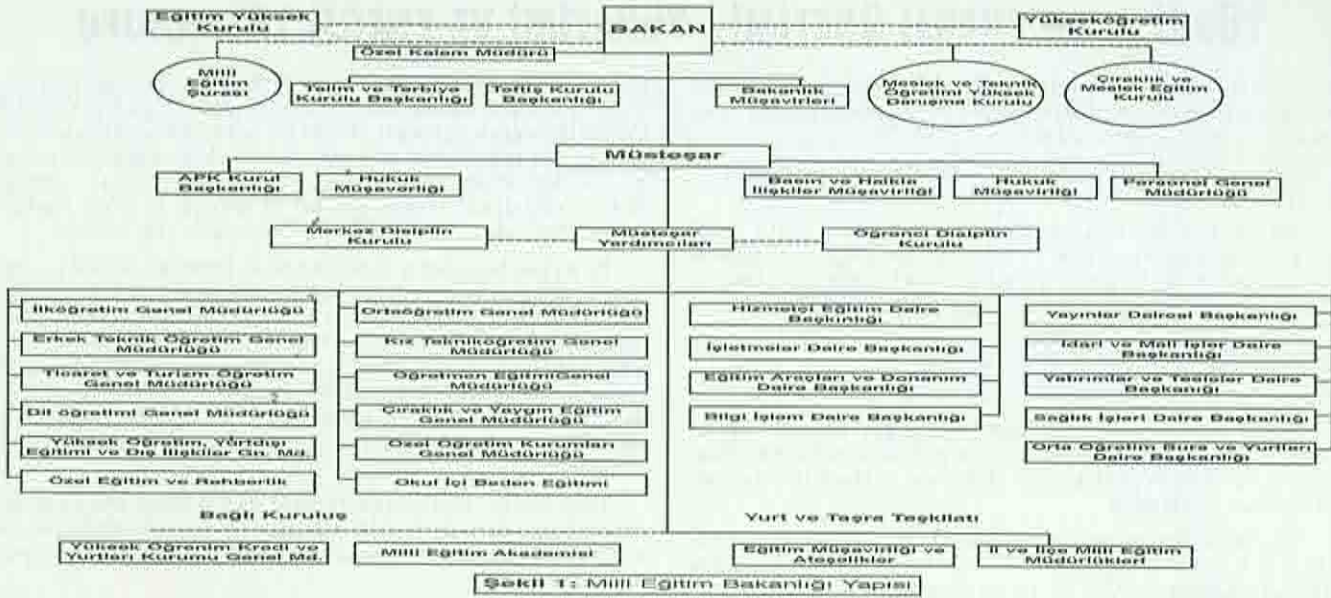 Eğitim Yüksek
Kurulu
BAKAN
Yükseköğretim
Kurulu
Özel Kalem Müdürü
Milli
Eğitim
Şurası
Talim ve Terbiye
Kurulu Başkanlığı
Teftiş Kurulu
Başkanlığı
Bakanlık
Müşavirleri
Meslek ve Teknik
Öğretimi Yüksek
Danışma Kurulu
Çıraklık ve
Meslek Eğitim
Kurulu
Müsteşar
APK Kurul
Başkanlığı
Hukuk
Müşaverliği
Basın ve Halkla
İlişkiler Müşavirliği
Hukuk
Müşavirliği
Personel Genel
Müdürlüğü
Merkez Disiplin
Kurulu
Müsteşar
Yardımcıları
Öğrenci Disiplin
Kurulu
İlköğretim Genel Müdürlüğü
Ortaöğretim Genel Müdürlüğü
Hizmetiçi Eğitim Daire
Başkınlığı
Yayınlar Dairesi Başkanlığı
Erkek Teknik Öğretim Genel
Müdürlüğü
Kız Teknikoğretim Genel
Müdürlüğü
İşletmeler Daire Başkanlığı
İdari ve Mali İşler Daire
Başkanlığı
Ticaret ve Turizm Öğretim
Genel Müdürlüğü
Öğretmen EğitimiGenel
Müdürlüğü
Eğitim Araçları ve Donanım
Daire Başkanlığı
Yatırımlar ve Tesisler Daire
Başkanığı
Dil öğretimi Genel Müdürlüğü
Çıraklık ve Yaygın Eğitim
Genel Müdürlüğü
Bilgi İşlem Daire Başkanlığı
Sağlık İşleri Daire Başkanlığı
Yüksek Öğretim, Yurtdışı
Eğitimi ve Dış İlişkiler Gn. Md.
Özel Öğretim Kurumları
Genel Müdürlüğü
Orta Öğretim Burs ve Yurtları
Daire Başkanlığı
Özel Eğitim ve Rehberlik
Okul İçi Beden Eğitimi
Bağlı Kuruluş
Yurt ve Taşra Teşkilatı
Yüksek Öğrenim Kredi ve
Yurtları Kurumu Genel Md.
Milli Eğitim Akademisi
Eğitim Müşavirliği ve
Ateşelikler
İl ve İlçe Milli Eğitim
Müdürlükleri
Şekil 1: Milli Eğitim Bakanlığı Yapısı